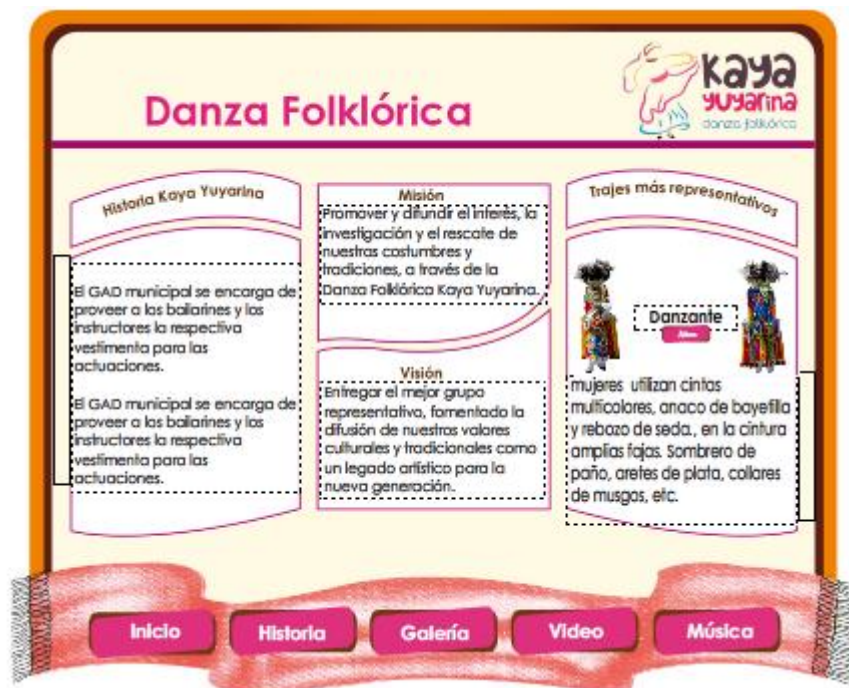 Danza Folklórica
Kaya
yuyarina
danza folklórica
Historia Kaya Yuyarina
El GAD municipal se encarga de
proveer a los bailarines y los
instructores la respectiva
vestimenta para las
actuaciones.
El GAD municipal se encarga de
proveer a los bailarines y los
instructores la respectiva
vestimenta para las
actuaciones.
Misión
Promover y difundir el interés, la
investigación y el rescate de
nuestras costumbres y
tradiciones, a través de la
Danza Folklórica Kaya Yuyarina.
Visión
Entregar el mejor grupo
representativo, fomentado la
difusión de nuestros valores
culturales y tradicionales como
un legado artístico para la
nueva generación.
Trajes más representativos
Danzante
mujeres utilizan cintas
multicolores, anaco de bayetilla
y rebozo de seda., en la cintura
amplias fajas. Sombrero de
paño, aretes de plata, collares
de musgos, etc.
Inicio
Historia
Galería
Video
Música